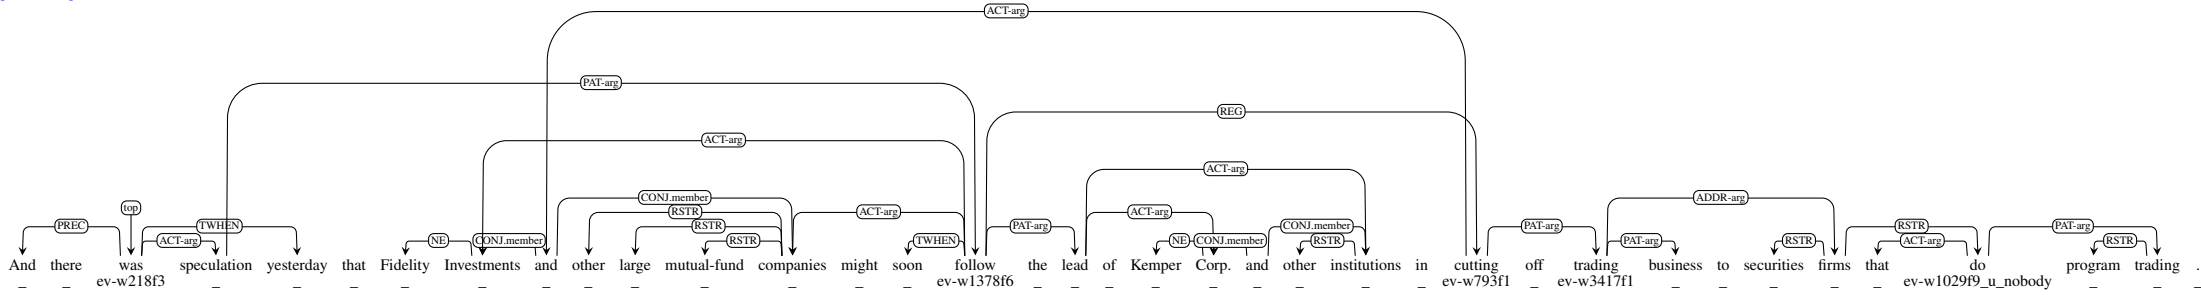 ACT-arg
PAT-arg
REG
ACT-arg
ACT-arg
CONJ.member
ADDR-arg
top
RSTR
ACT-arg
ACT-arg
PREC
TWHEN
RSTR
PAT-arg
CONJ.member
PAT-arg
RSTR
PAT-arg
ACT-arg
NE
CONJ.member
RSTR
TWHEN
NE
CONJ.member
RSTR
PAT-arg
RSTR
ACT-arg
RSTR
And there was speculation yesterday that Fidelity Investments and other large mutual-fund companies might soon follow the lead of Kemper Corp. and other institutions in cutting off trading business to securities firms that do program trading .
_ _ ev-w218f3 _ _ _ _ _ _ _ _ _ _ _ _ ev-w1378f6 _ _ _ _ _ _ _ _ _ ev-w793f1 _ ev-w3417f1 _ _ _ _ _ ev-w1029f9_u_nobody _ _ _